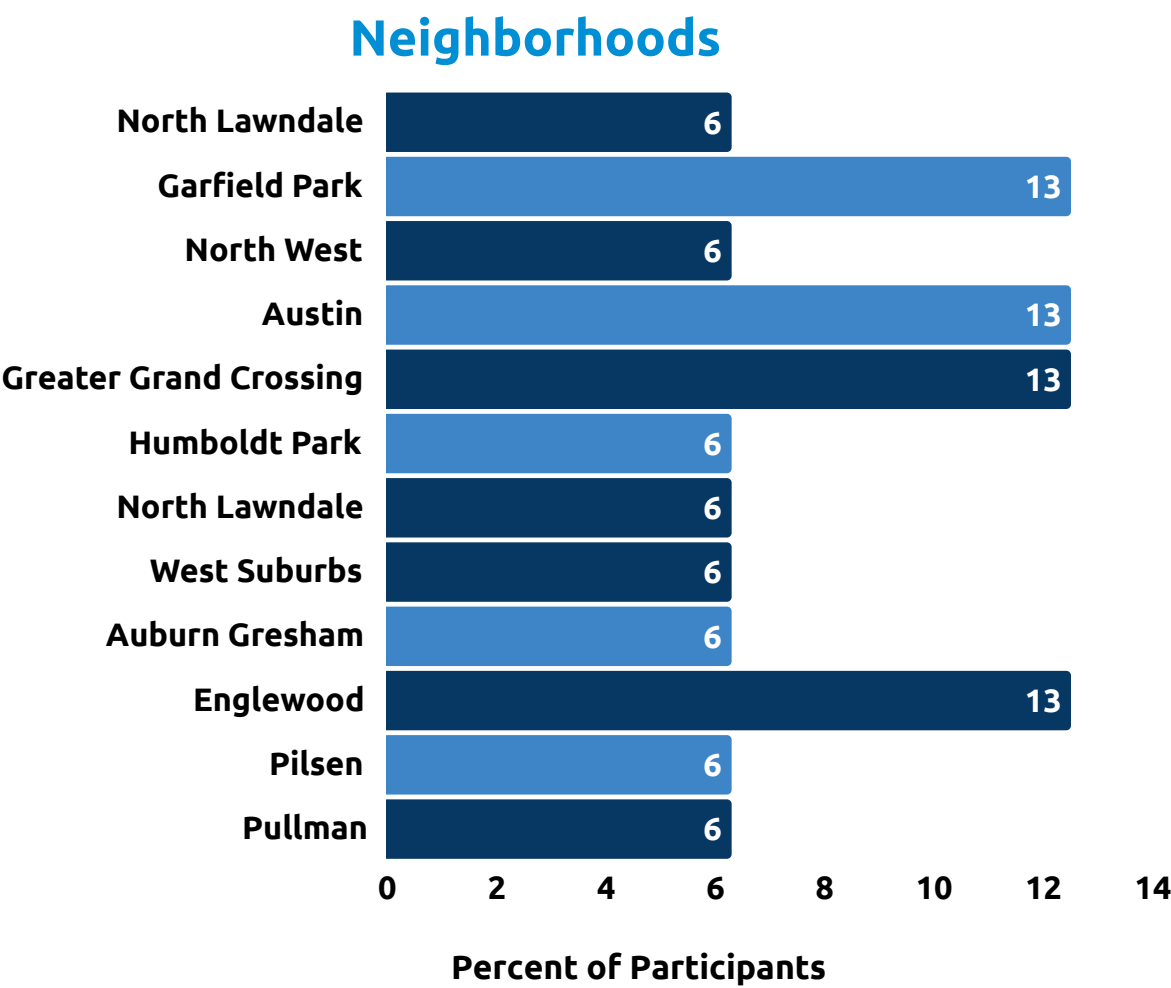 Neighborhoods
North Lawndale 6
Garfield Park 13
North West 6
Austin 13
Greater Grand Crossing 13
Humboldt Park 6
North Lawndale 6
West Suburbs 6
Auburn Gresham 6
Englewood 13
Pilsen 6
Pullman 6
0 2 4 6 8 10 12 14
Percent of Participants